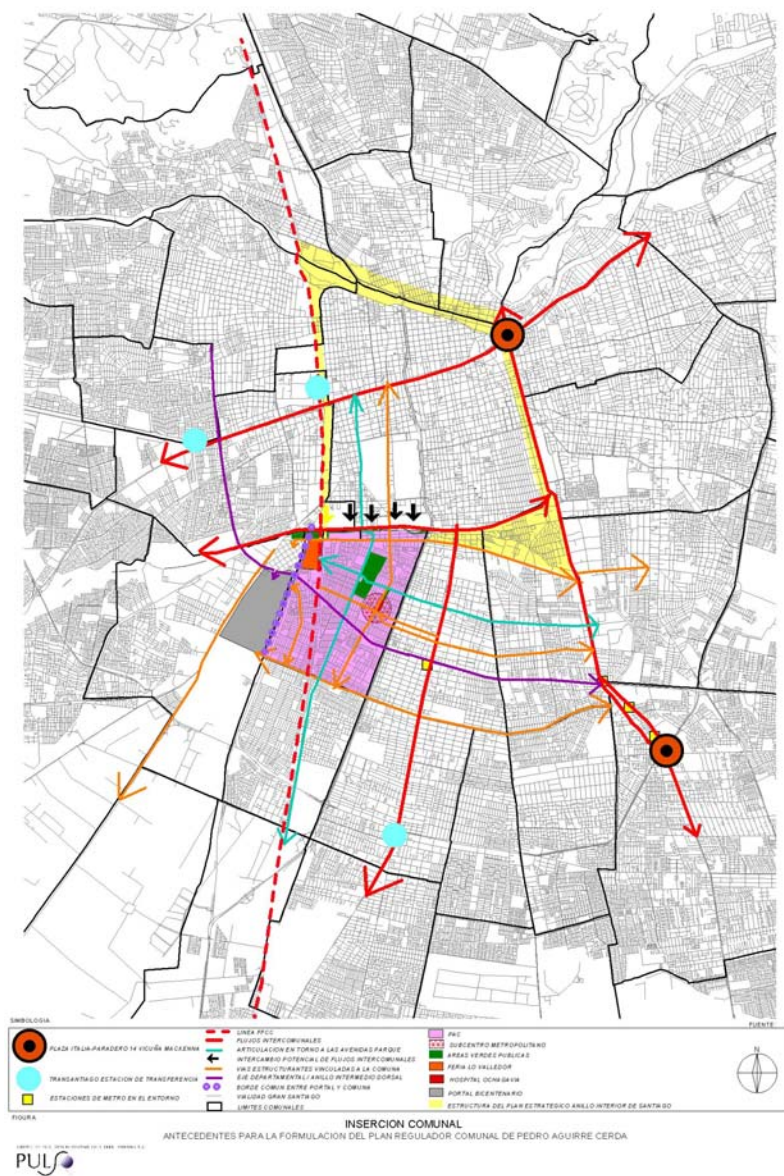 SIMBOLOGIA
FUENTE:
PLAZA ITALIA-PARADERO 14 VICUÑA MACKENNA
TRANSANTIAGO ESTACION DE TRANSFERENCIA
ESTACIONES DE METRO EN EL ENTORNO
LINEA FFCC
FLUJOS INTERCOMUNALES
ARTICULACION EN TORNO A LAS AVENIDAS PARQUE
INTERCAMBIO POTENCIAL DE FLUJOS INTERCOMUNALES
VIAS ESTRUCTURANTES VINCULADAS A LA COMUNA
EJE DEPARTAMENTAL / ANILLO INTERMEDIO DORSAL
BORDE COMUN ENTRE PORTAL Y COMUNA
VIALIDAD GRAN SANTIAGO
LIMITES COMUNALES
PAC
SUBCENTRO METROPOLITANO
AREAS VERDES PUBLICAS
FERIA LO VALLEDOR
HOSPITAL OCHAGAVIA
PORTAL BICENTENARIO
ESTRUCTURA DEL PLAN ESTRATEGICO ANILLO INTERIOR DE SANTIAGO
N
FIGURA
INSERCION COMUNAL
ANTECEDENTES PARA LA FORMULACION DEL PLAN REGULADOR COMUNAL DE PEDRO AGUIRRE CERDA
PULSO